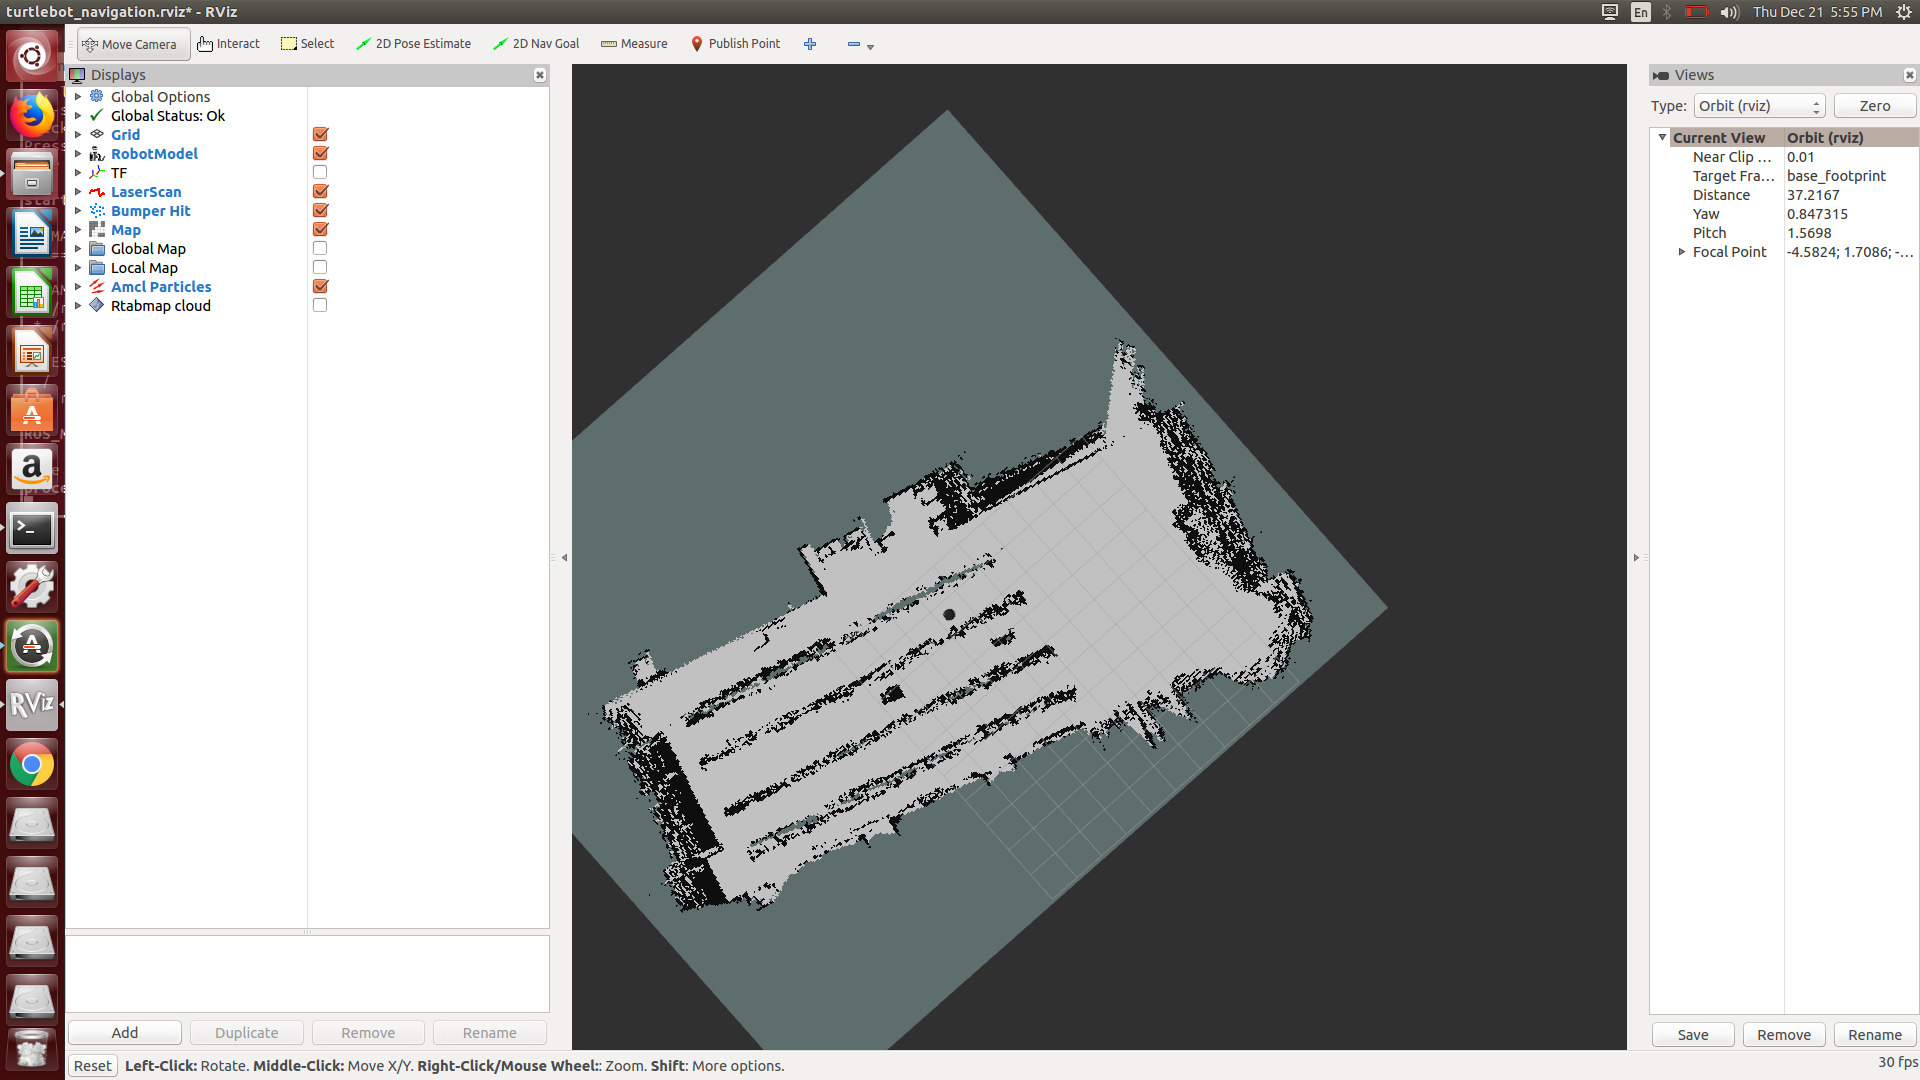 turtlebot_navigation.rviz* - RViz
En
Thu Dec 21 5:55 PM
Move Camera
Interact
Select
2D Pose Estimate
2D Nav Goal
Measure
Publish Point
Displays
Global Options
Global Status: Ok
Grid
RobotModel
TF
LaserScan
Bumper Hit
Map
Global Map
Local Map
Amcl Particles
Rtabmap cloud
Add
Duplicate
Remove
Rename
Reset
Left-Click: Rotate. Middle-Click: Move X/Y. Right-Click/Mouse Wheel:: Zoom. Shift: More options.
Views
Type: Orbit (rviz)
Zero
Current View Orbit (rviz)
Near Clip ... 0.01
Target Fra... base_footprint
Distance 37.2167
Yaw 0.847315
Pitch 1.5698
Focal Point -4.5824; 1.7086; -...
Save
Remove
Rename
30 fps
RViz